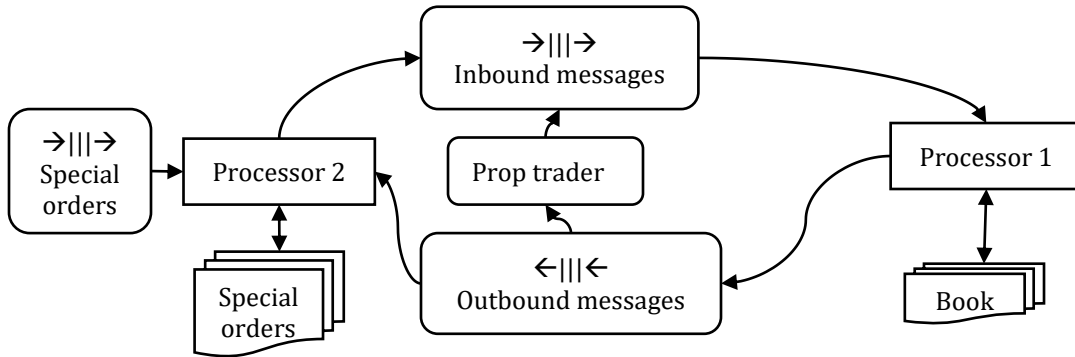 →|||→
Inbound messages
→|||→
Special
orders
Processor 2
Prop trader
Processor 1
←|||←
Outbound messages
Special
orders
Book